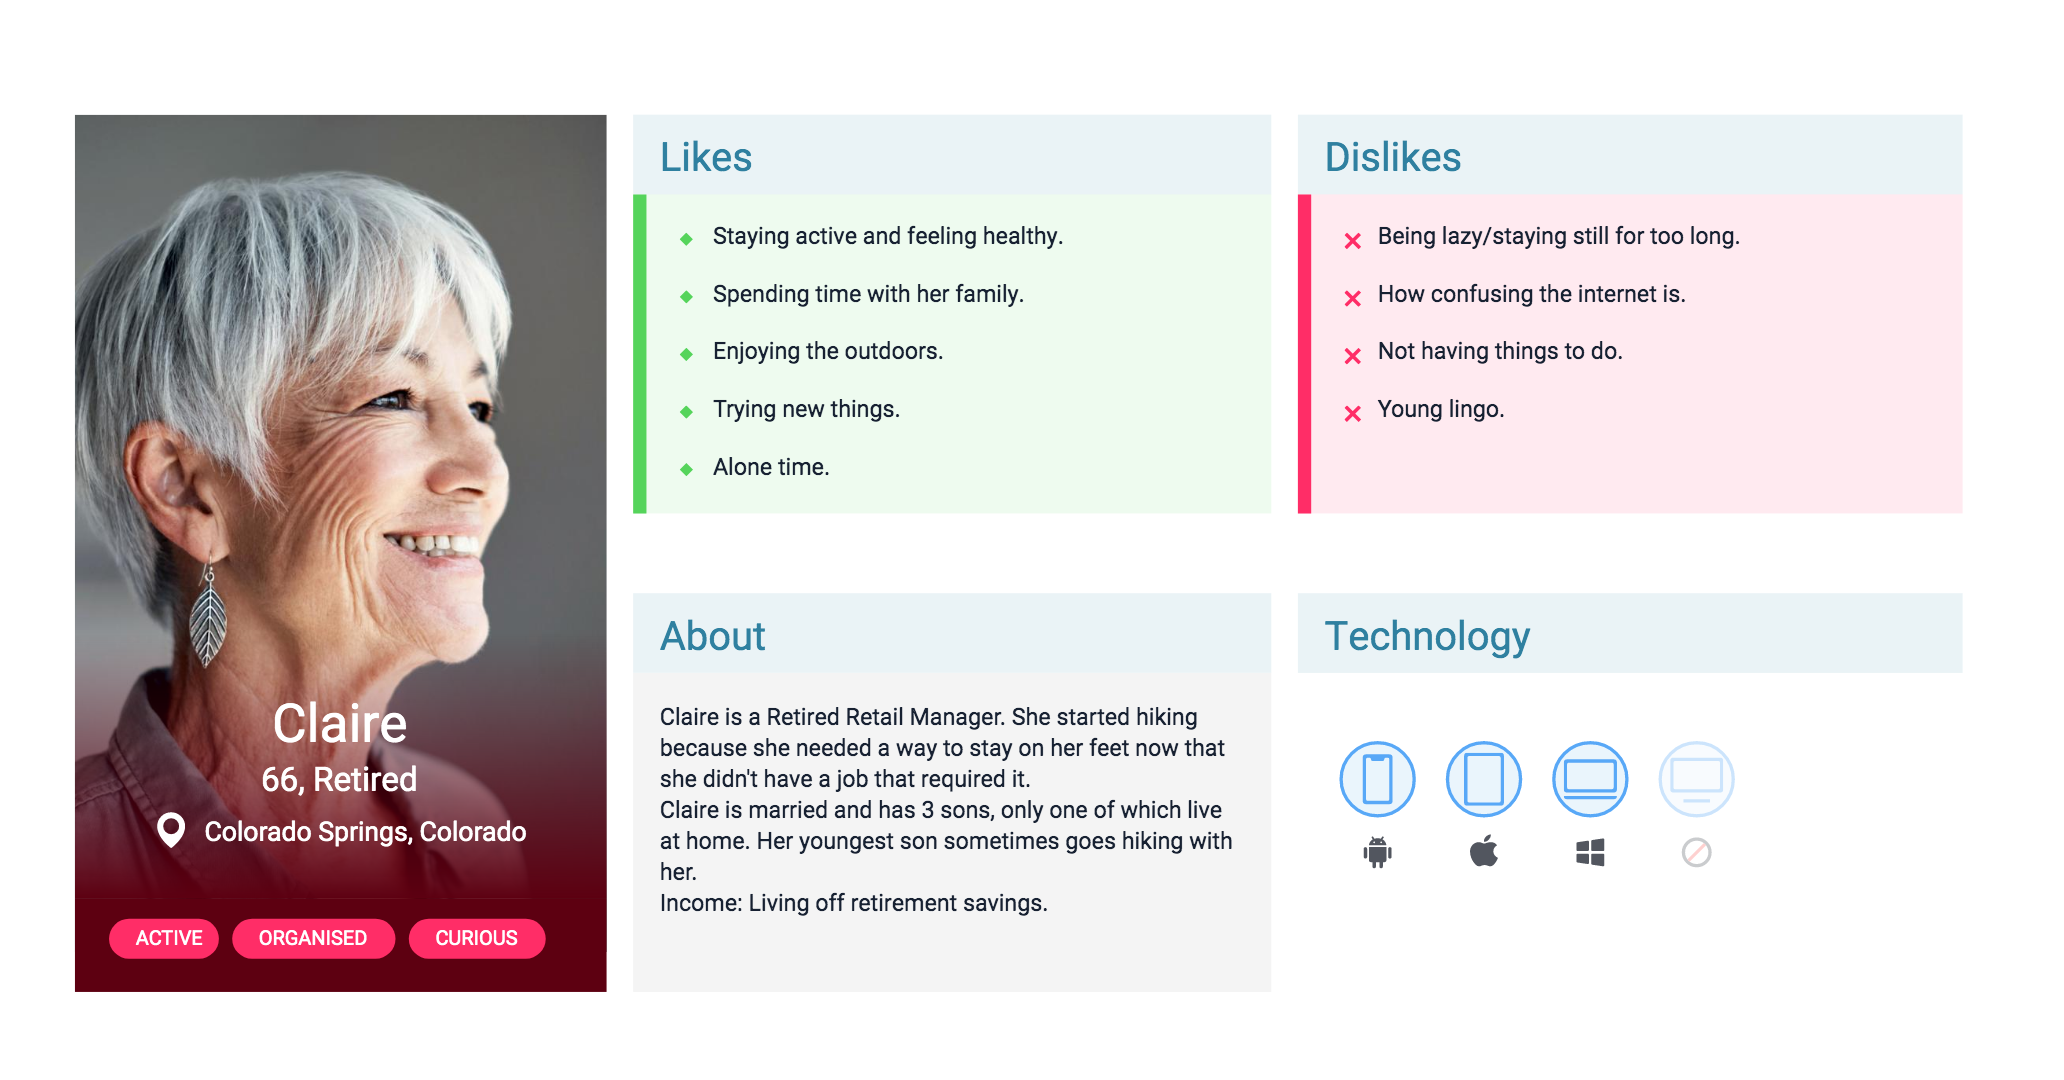 Claire
66, Retired
Colorado Springs, Colorado
ACTIVE
ORGANISED
CURIOUS
Likes
Staying active and feeling healthy.
Spending time with her family.
Enjoying the outdoors.
Trying new things.
Alone time.
Dislikes
Being lazy/staying still for too long.
How confusing the internet is.
Not having things to do.
Young lingo.
About
Claire is a Retired Retail Manager. She started hiking
because she needed a way to stay on her feet now that
she didn't have a job that required it.
Claire is married and has 3 sons, only one of which live
at home. Her youngest son sometimes goes hiking with
her.
Income: Living off retirement savings.
Technology